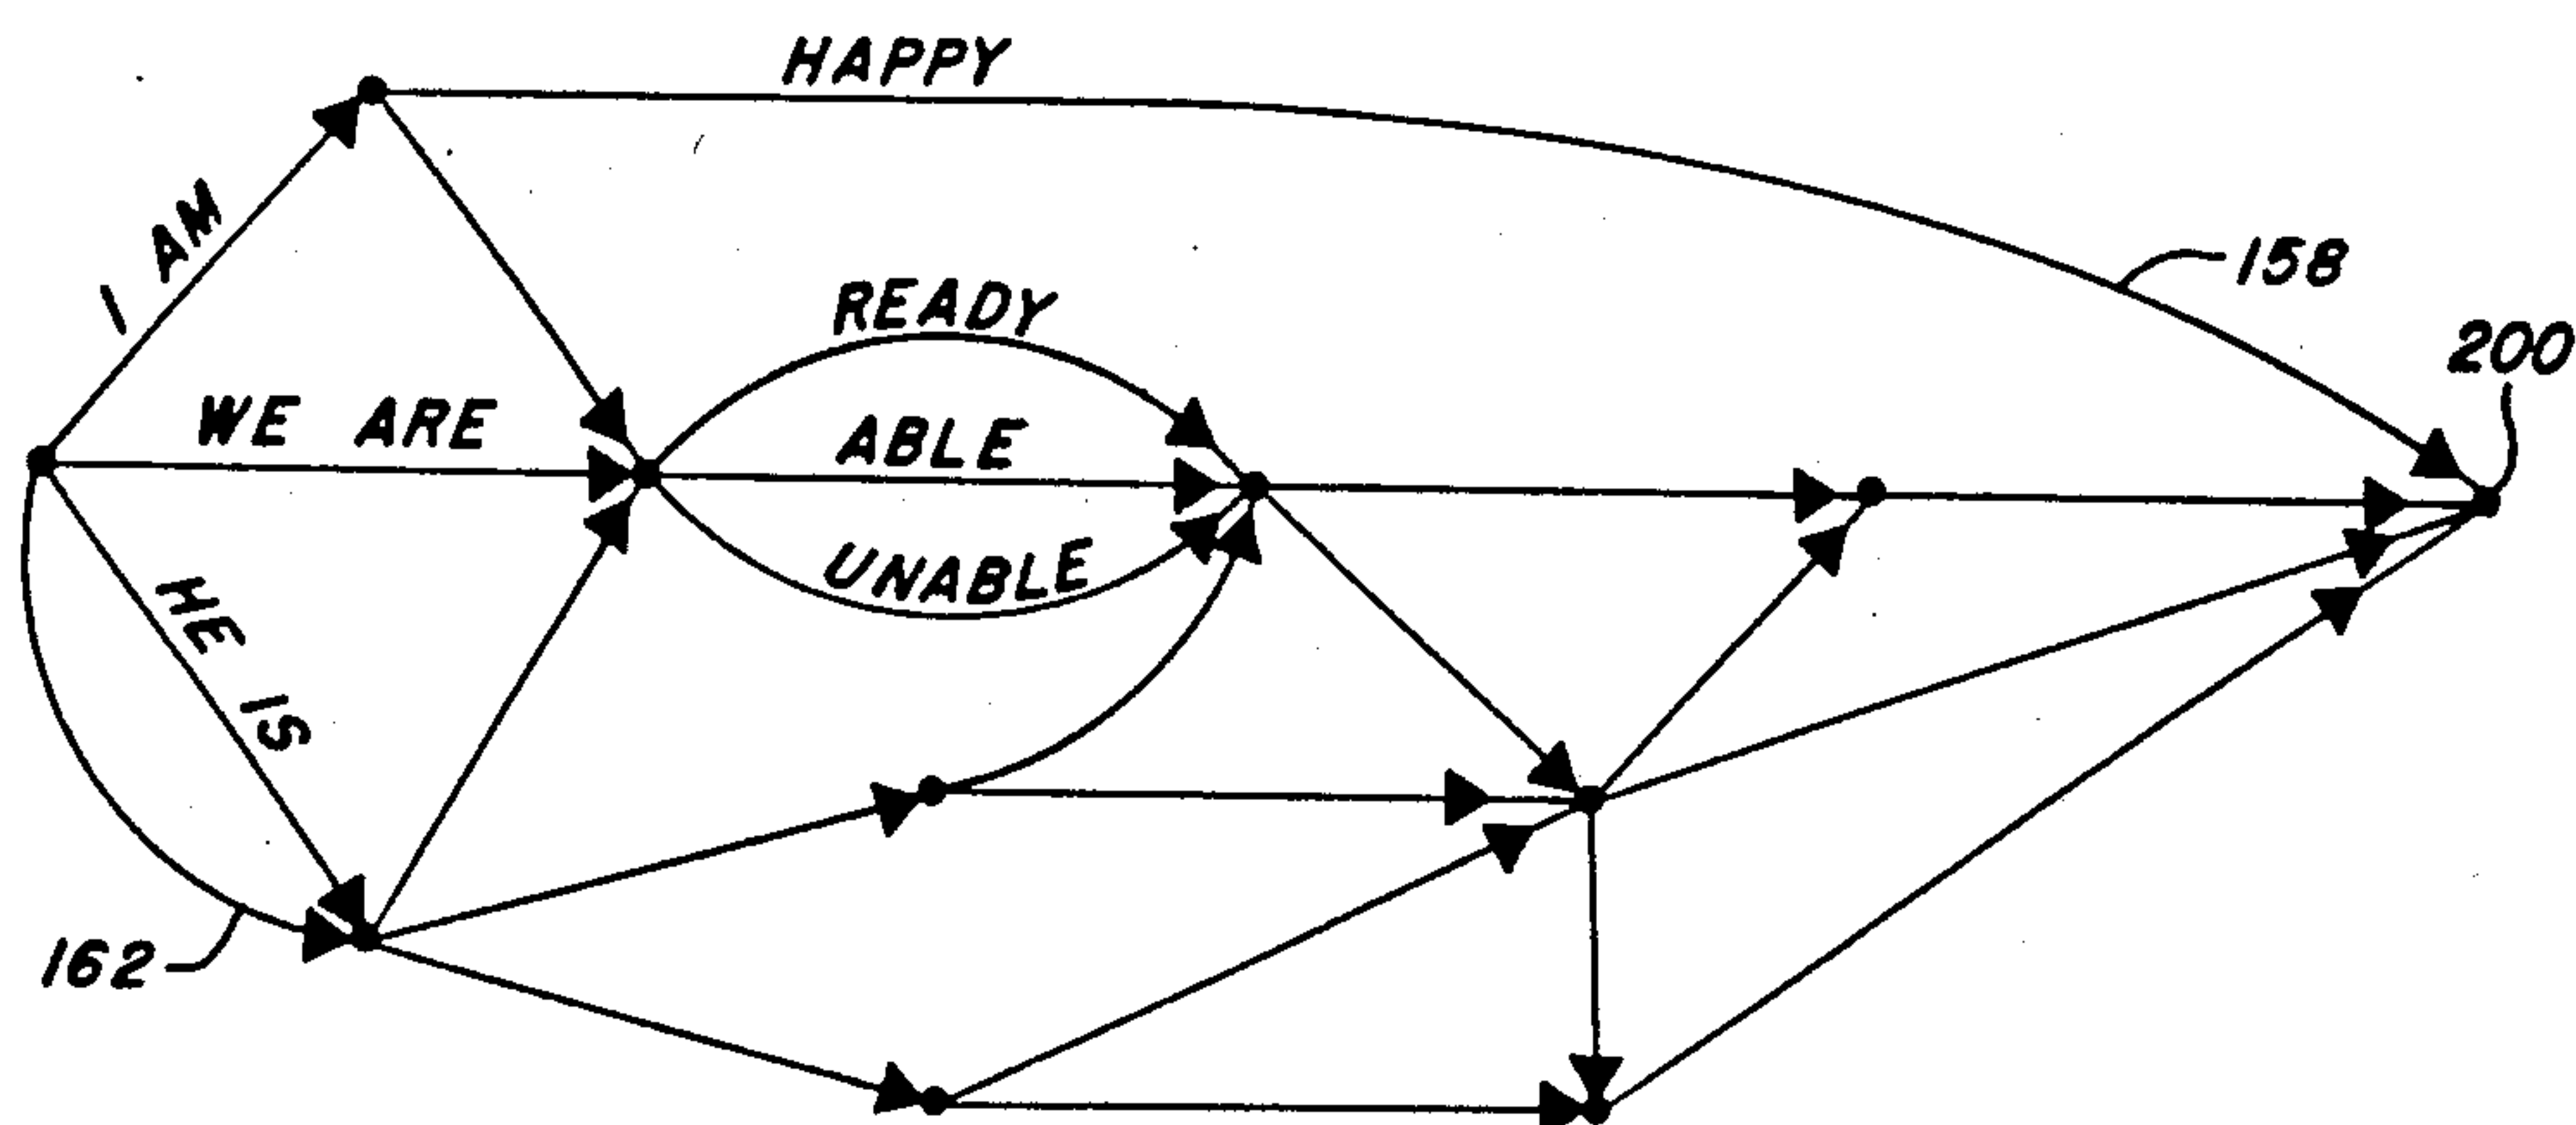 HAPPY
I AM
158
READY
200
WE ARE
ABLE
UNABLE
HE IS
162